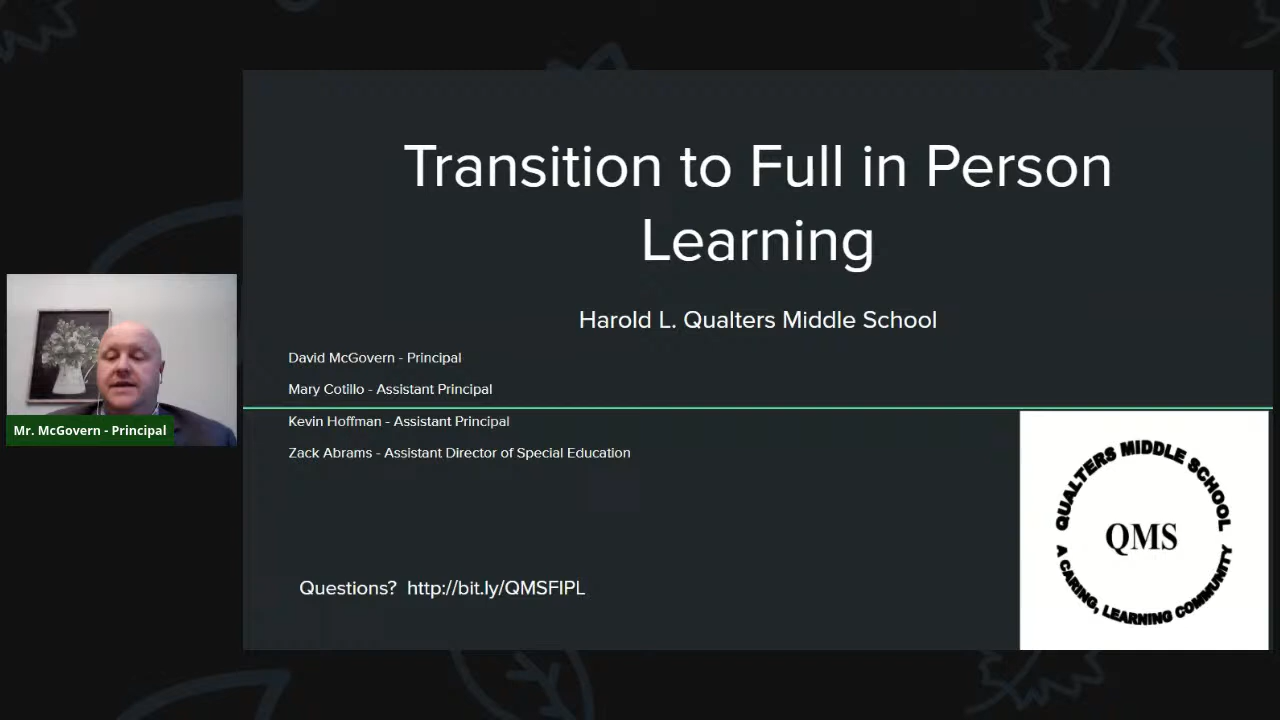 Transition to Full in Person
Learning
Harold L. Qualters Middle School
David McGovern - Principal
Mary Cotillo - Assistant Principal
Kevin Hoffman - Assistant Principal
Mr. McGovern - Principal
Zack Abrams - Assistant Director of Special Education
QUALTERS MIDDLE SCHOOL
QMS
A CARING, LEARNING COMMUNITY
Questions? http://bit.ly/QMSFIPL